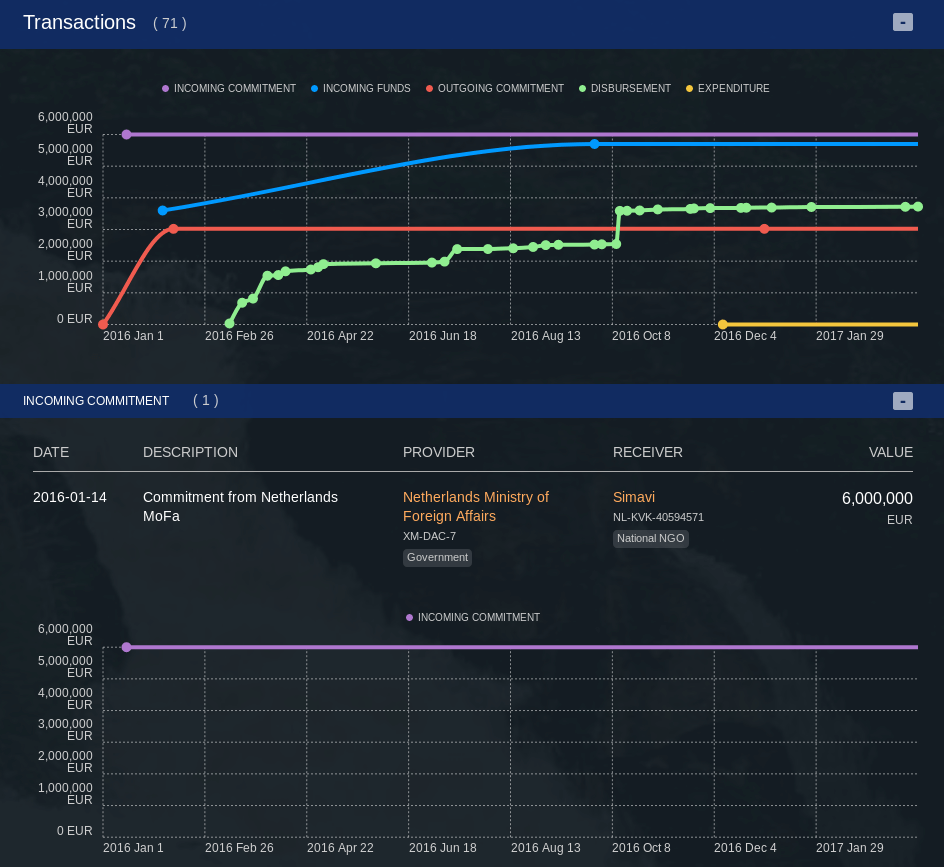 Transactions ( 71 ) -
INCOMING COMMITMENT INCOMING FUNDS OUTGOING COMMITMENT DISBURSEMENT EXPENDITURE
6,000,000
EUR
5,000,000
EUR
4,000,000
EUR
3,000,000
EUR
2,000,000
EUR
1,000,000
EUR
0 EUR
2016 Jan 1 2016 Feb 26 2016 Apr 22 2016 Jun 18 2016 Aug 13 2016 Oct 8 2016 Dec 4 2017 Jan 29
INCOMING COMMITMENT ( 1 ) -
DATE DESCRIPTION PROVIDER RECEIVER VALUE
2016-01-14 Commitment from Netherlands Netherlands Ministry of Simavi 6,000,000
MoFa Foreign Affairs NL-KVK-40594571 EUR
XM-DAC-7 National NGO
Government
INCOMING COMMITMENT
6,000,000
EUR
5,000,000
EUR
4,000,000
EUR
3,000,000
EUR
2,000,000
EUR
1,000,000
EUR
0 EUR
2016 Jan 1 2016 Feb 26 2016 Apr 22 2016 Jun 18 2016 Aug 13 2016 Oct 8 2016 Dec 4 2017 Jan 29